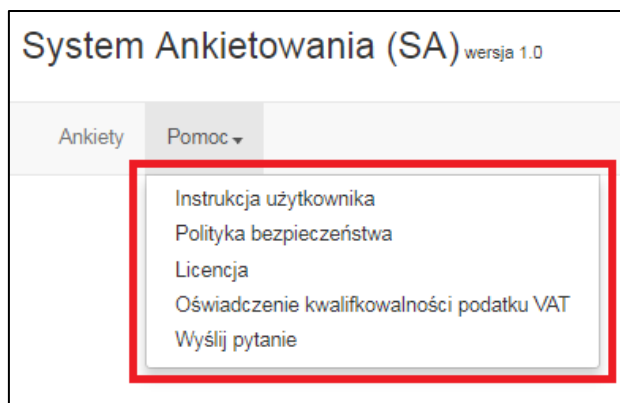 System Ankietowania (SA) wersja 1.0
Ankiety Pomoc
Instrukcja użytkownika
Polityka bezpieczeństwa
Licencja
Oświadczenie kwalifkowalności podatku VAT
Wyślij pytanie